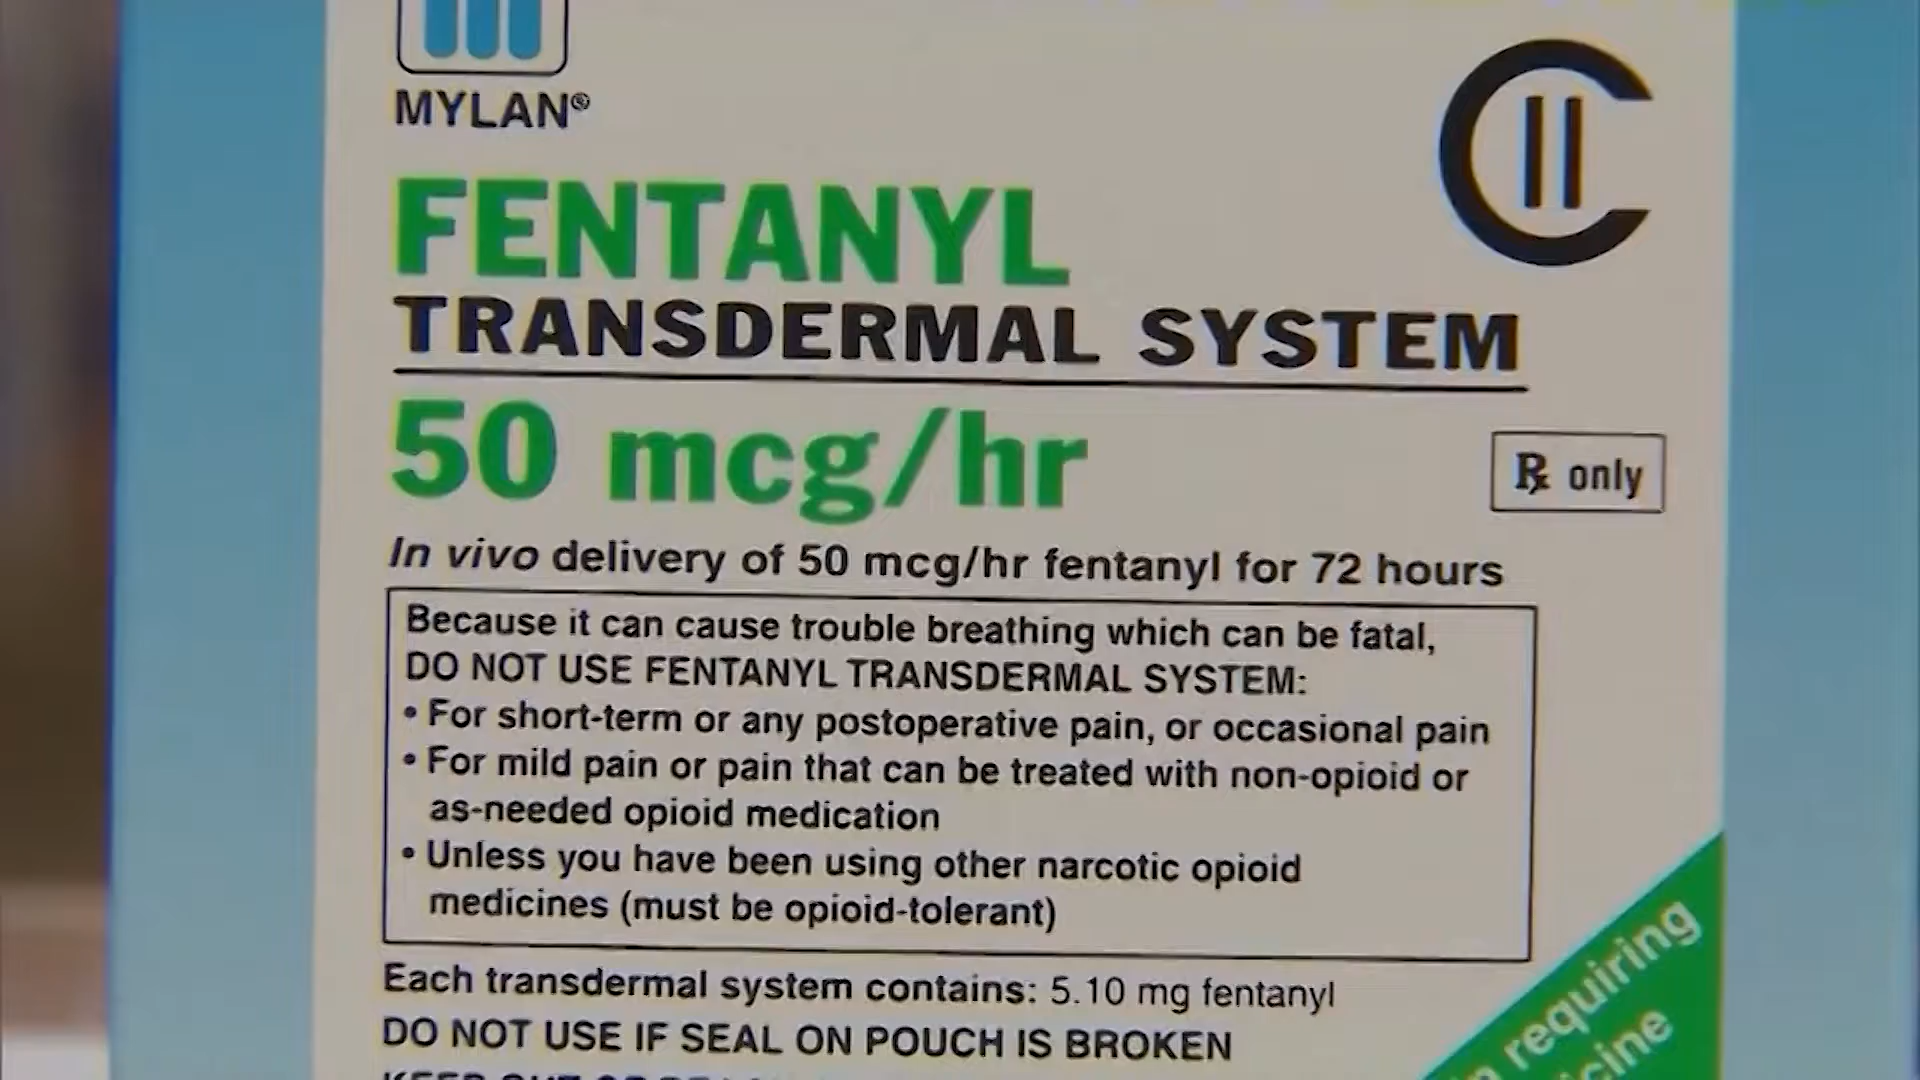 MYLAN®
CII
FENTANYL
TRANSDERMAL SYSTEM
50 mcg/hr
℞ only
In vivo delivery of 50 mcg/hr fentanyl for 72 hours
Because it can cause trouble breathing which can be fatal,
DO NOT USE FENTANYL TRANSDERMAL SYSTEM:
• For short-term or any postoperative pain, or occasional pain
• For mild pain or pain that can be treated with non-opioid or
as-needed opioid medication
• Unless you have been using other narcotic opioid
medicines (must be opioid-tolerant)
Each transdermal system contains: 5.10 mg fentanyl
DO NOT USE IF SEAL ON POUCH IS BROKEN
KEEP OUT OF
requiring